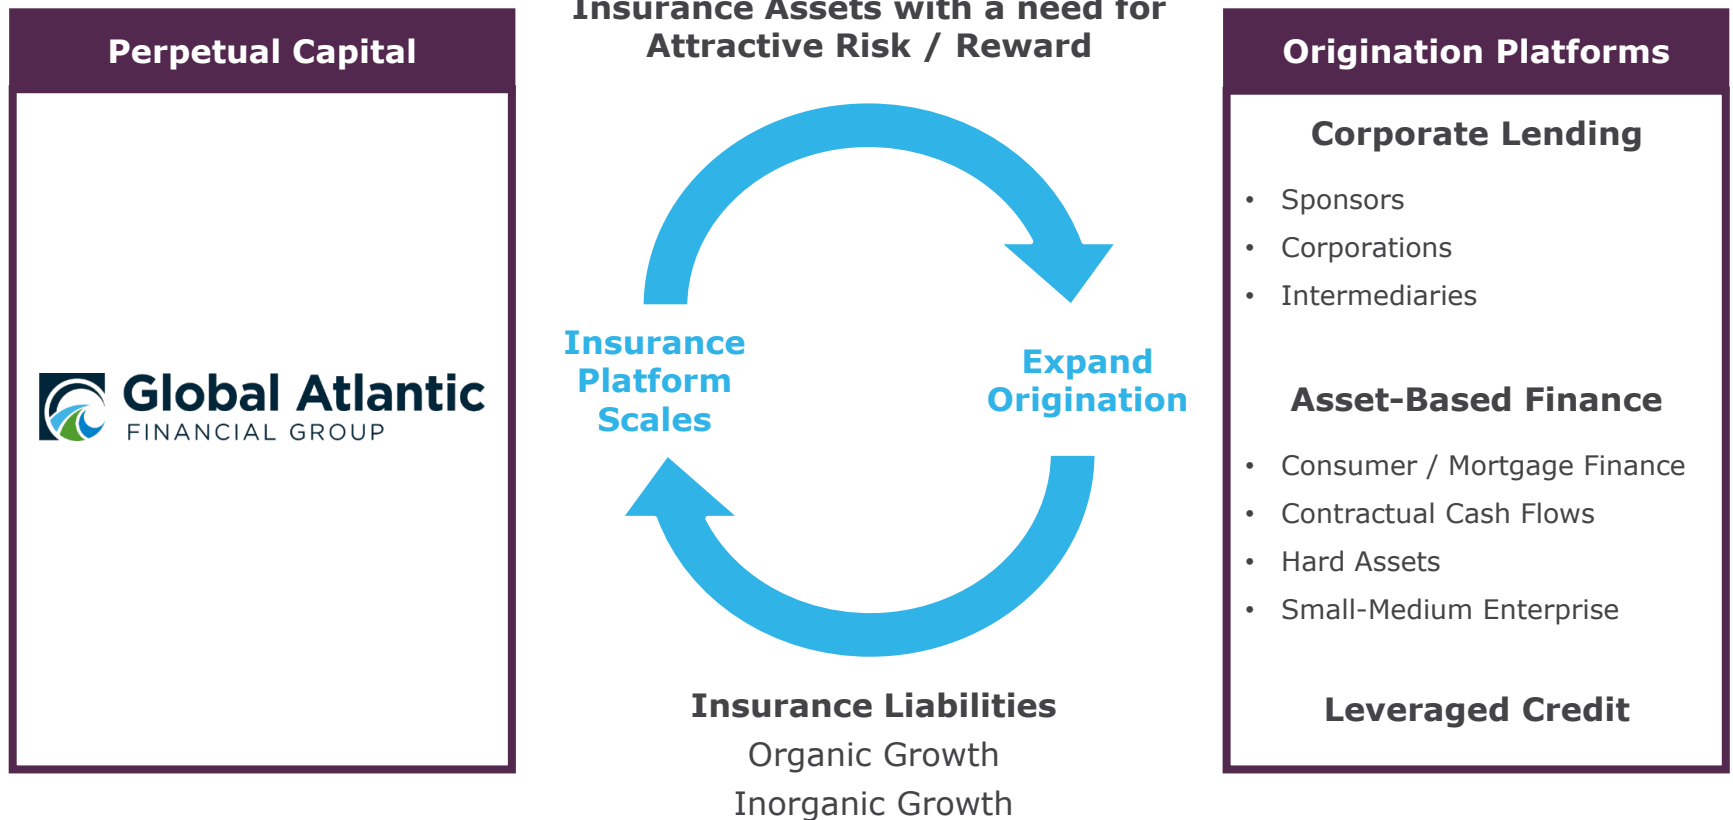 Perpetual Capital
Global Atlantic
FINANCIAL GROUP
Insurance Assets with a need for
Attractive Risk / Reward
Insurance
Platform
Scales
Expand
Origination
Insurance Liabilities
Organic Growth
Inorganic Growth
Origination Platforms
Corporate Lending
• Sponsors
• Corporations
• Intermediaries
Asset-Based Finance
• Consumer / Mortgage Finance
• Contractual Cash Flows
• Hard Assets
• Small-Medium Enterprise
Leveraged Credit